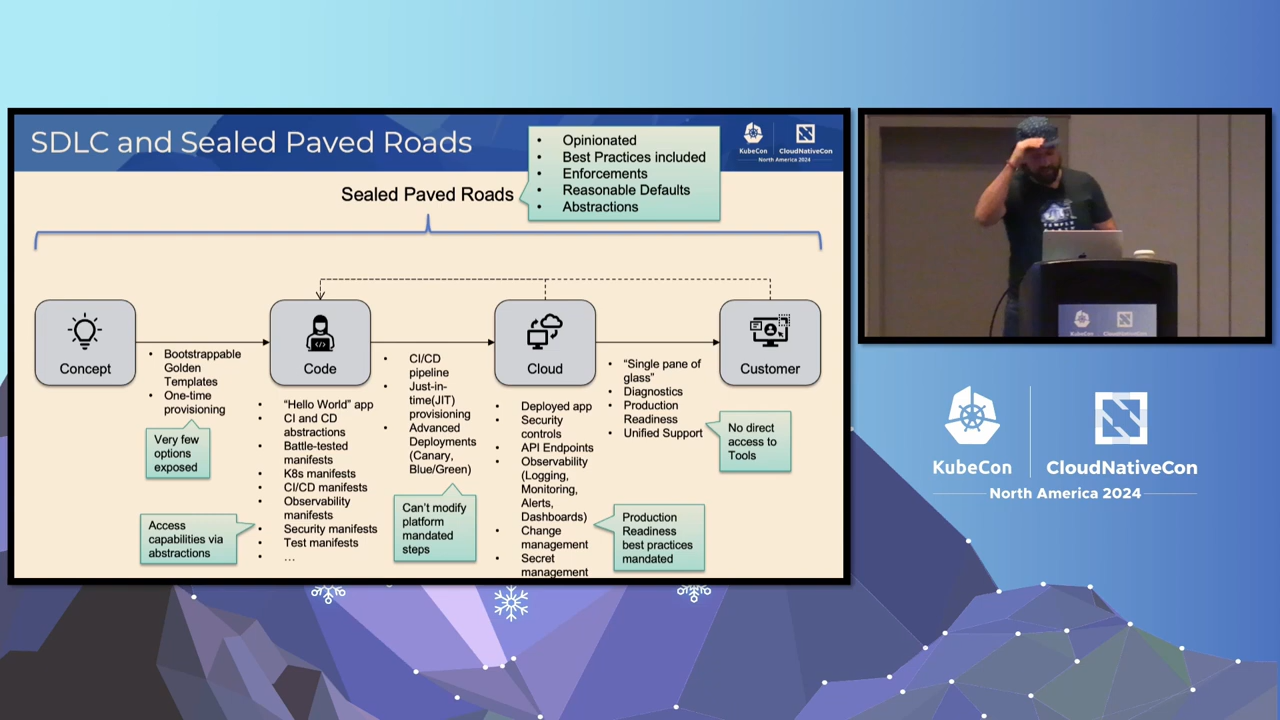 SDLC and Sealed Paved Roads
KubeCon
CloudNativeCon
North America 2024
• Opinionated
• Best Practices included
• Enforcements
• Reasonable Defaults
• Abstractions
Sealed Paved Roads
Concept
• Bootstrappable
Golden
Templates
• One-time
provisioning
Very few
options
exposed
Code
• “Hello World” app
• CI and CD
abstractions
• Battle-tested
manifests
• K8s manifests
• CI/CD manifests
• Observability
manifests
• Security manifests
• Test manifests
• …
Access
capabilities via
abstractions
• CI/CD
pipeline
• Just-in-
time(JIT)
provisioning
• Advanced
Deployments
(Canary,
Blue/Green)
Can’t modify
platform
mandated
steps
Cloud
• Deployed app
• Security
controls
• API Endpoints
• Observability
(Logging,
Monitoring,
Alerts,
Dashboards)
• Change
management
• Secret
management
Production
Readiness
best practices
mandated
• “Single pane of
glass”
• Diagnostics
• Production
Readiness
• Unified Support
No direct
access to
Tools
Customer
KubeCon
CloudNativeCon
North America 2024